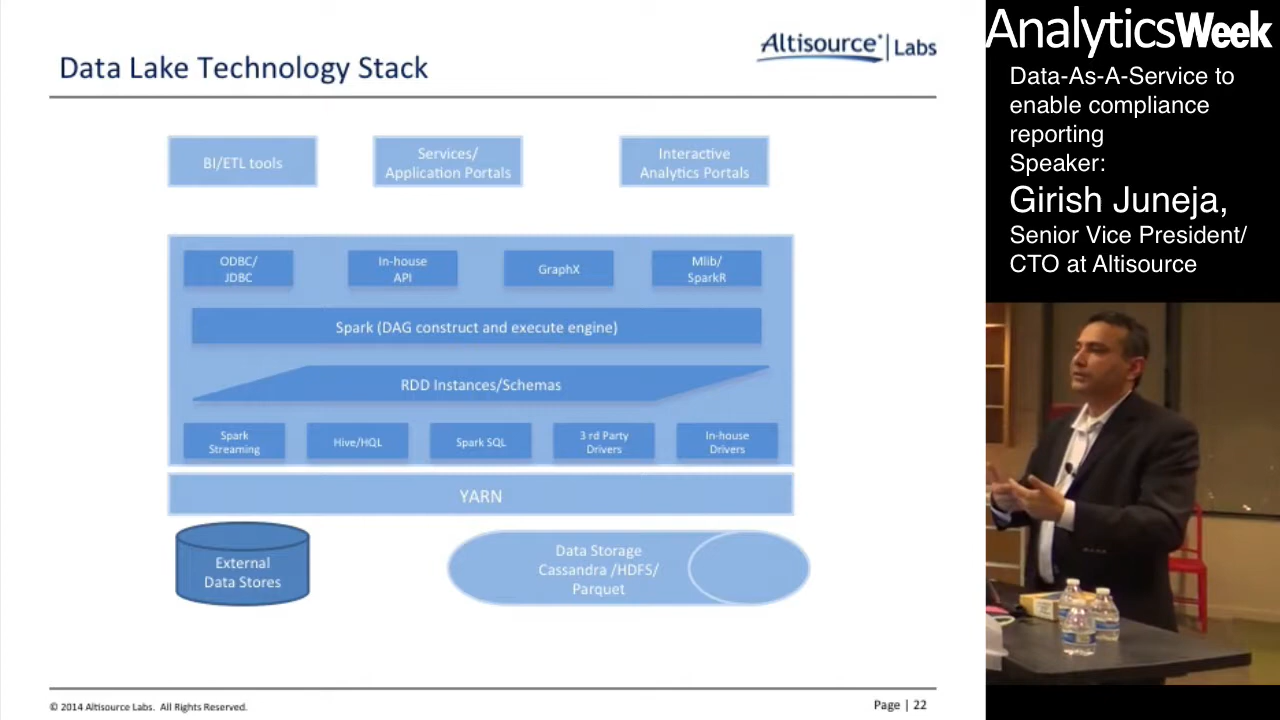 Data Lake Technology Stack
Altisource® Labs
BI/ETL tools
Services/
Application Portals
Interactive
Analytics Portals
ODBC/
JDBC
In-house
API
GraphX
Mlib/
SparkR
Spark (DAG construct and execute engine)
RDD Instances/Schemas
Spark
Streaming
Hive/HQL
Spark SQL
3 rd Party
Drivers
In-house
Drivers
YARN
External
Data Stores
Data Storage
Cassandra /HDFS/
Parquet
© 2014 Altisource Labs. All Rights Reserved.
Page | 22
AnalyticsWeek
Data-As-A-Service to
enable compliance
reporting
Speaker:
Girish Juneja,
Senior Vice President/
CTO at Altisource